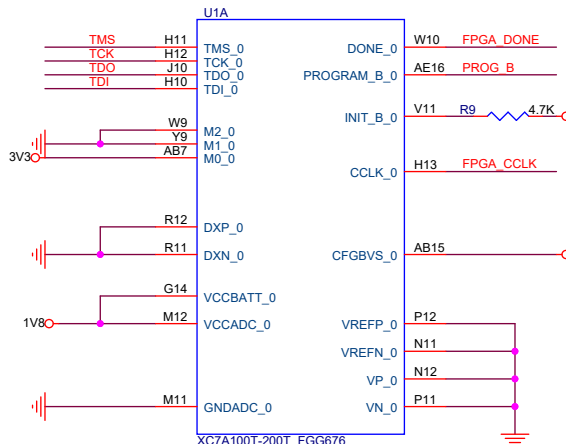 U1A
TMS H11 TMS_0 DONE_0 W10 FPGA_DONE
TCK H12 TCK_0
TDO J10 TDO_0 PROGRAM_B_0 AE16 PROG_B
TDI H10 TDI_0
INIT_B_0 V11 R9 4.7K
W9 M2_0
Y9 M1_0
3V3 AB7 M0_0
CCLK_0 H13 FPGA_CCLK
R12 DXP_0
R11 DXN_0 CFGBVS_0 AB15
G14 VCCBATT_0
1V8 M12 VCCADC_0 VREFP_0 P12
VREFN_0 N11
VP_0 N12
M11 GNDADC_0 VN_0 P11
XC7A100T-200T_FGG676